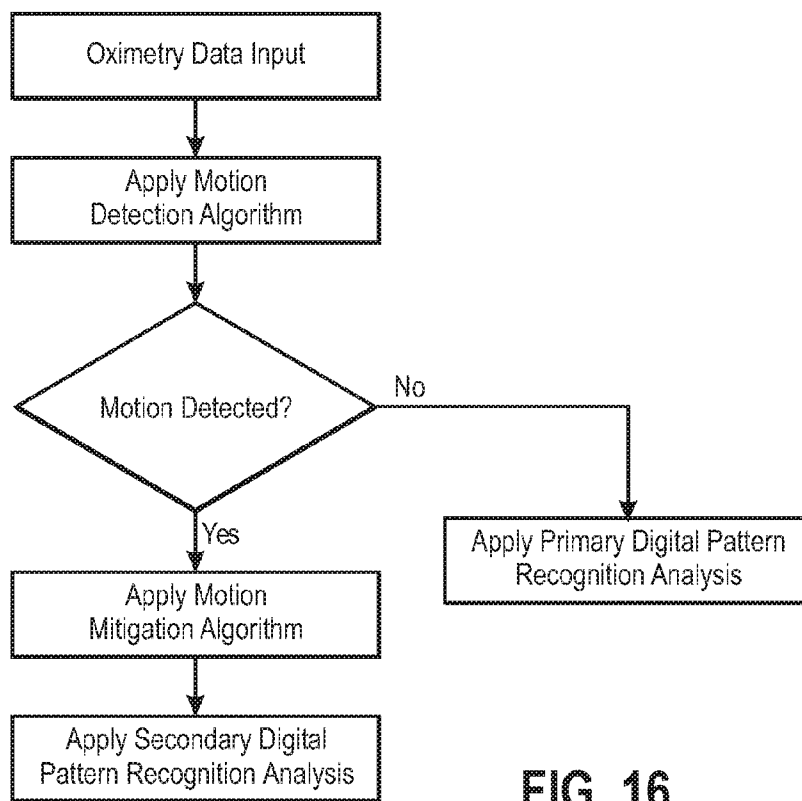 Oximetry Data Input
Apply Motion
Detection Algorithm
Motion Detected?
No
Yes
Apply Primary Digital Pattern
Recognition Analysis
Apply Motion
Mitigation Algorithm
Apply Secondary Digital
Pattern Recognition Analysis
FIG. 16